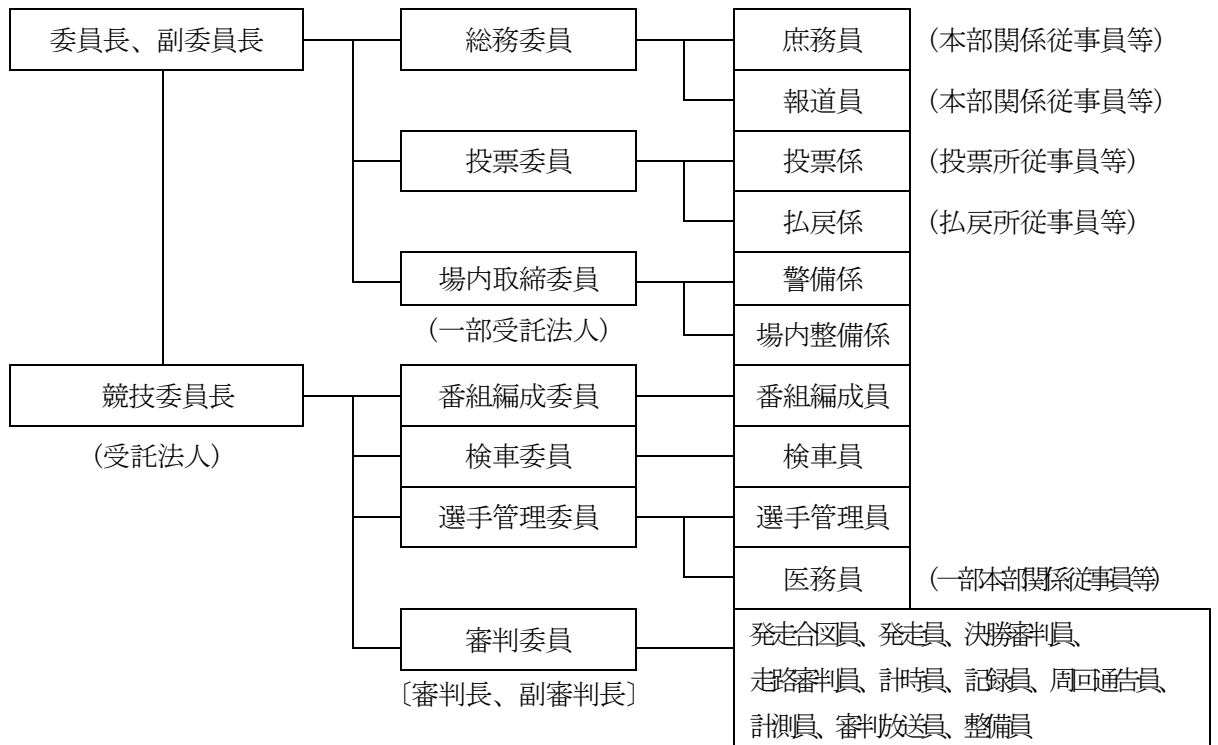 委員長、副委員長
総務委員
庶務員
(本部関係従事員等)
報道員
(本部関係従事員等)
投票委員
投票係
(投票所従事員等)
払戻係
(払戻所従事員等)
場内取締委員
(一部受託法人)
警備係
場内整備係
競技委員長
(受託法人)
番組編成委員
番組編成員
検車委員
検車員
選手管理委員
選手管理員
医務員
(一部本部関係従事員等)
審判委員
〔審判長、副審判長〕
発走合図員、発走員、決勝審判員、
走路審判員、計時員、記録員、周回通告員、
計測員、審判放送員、整備員